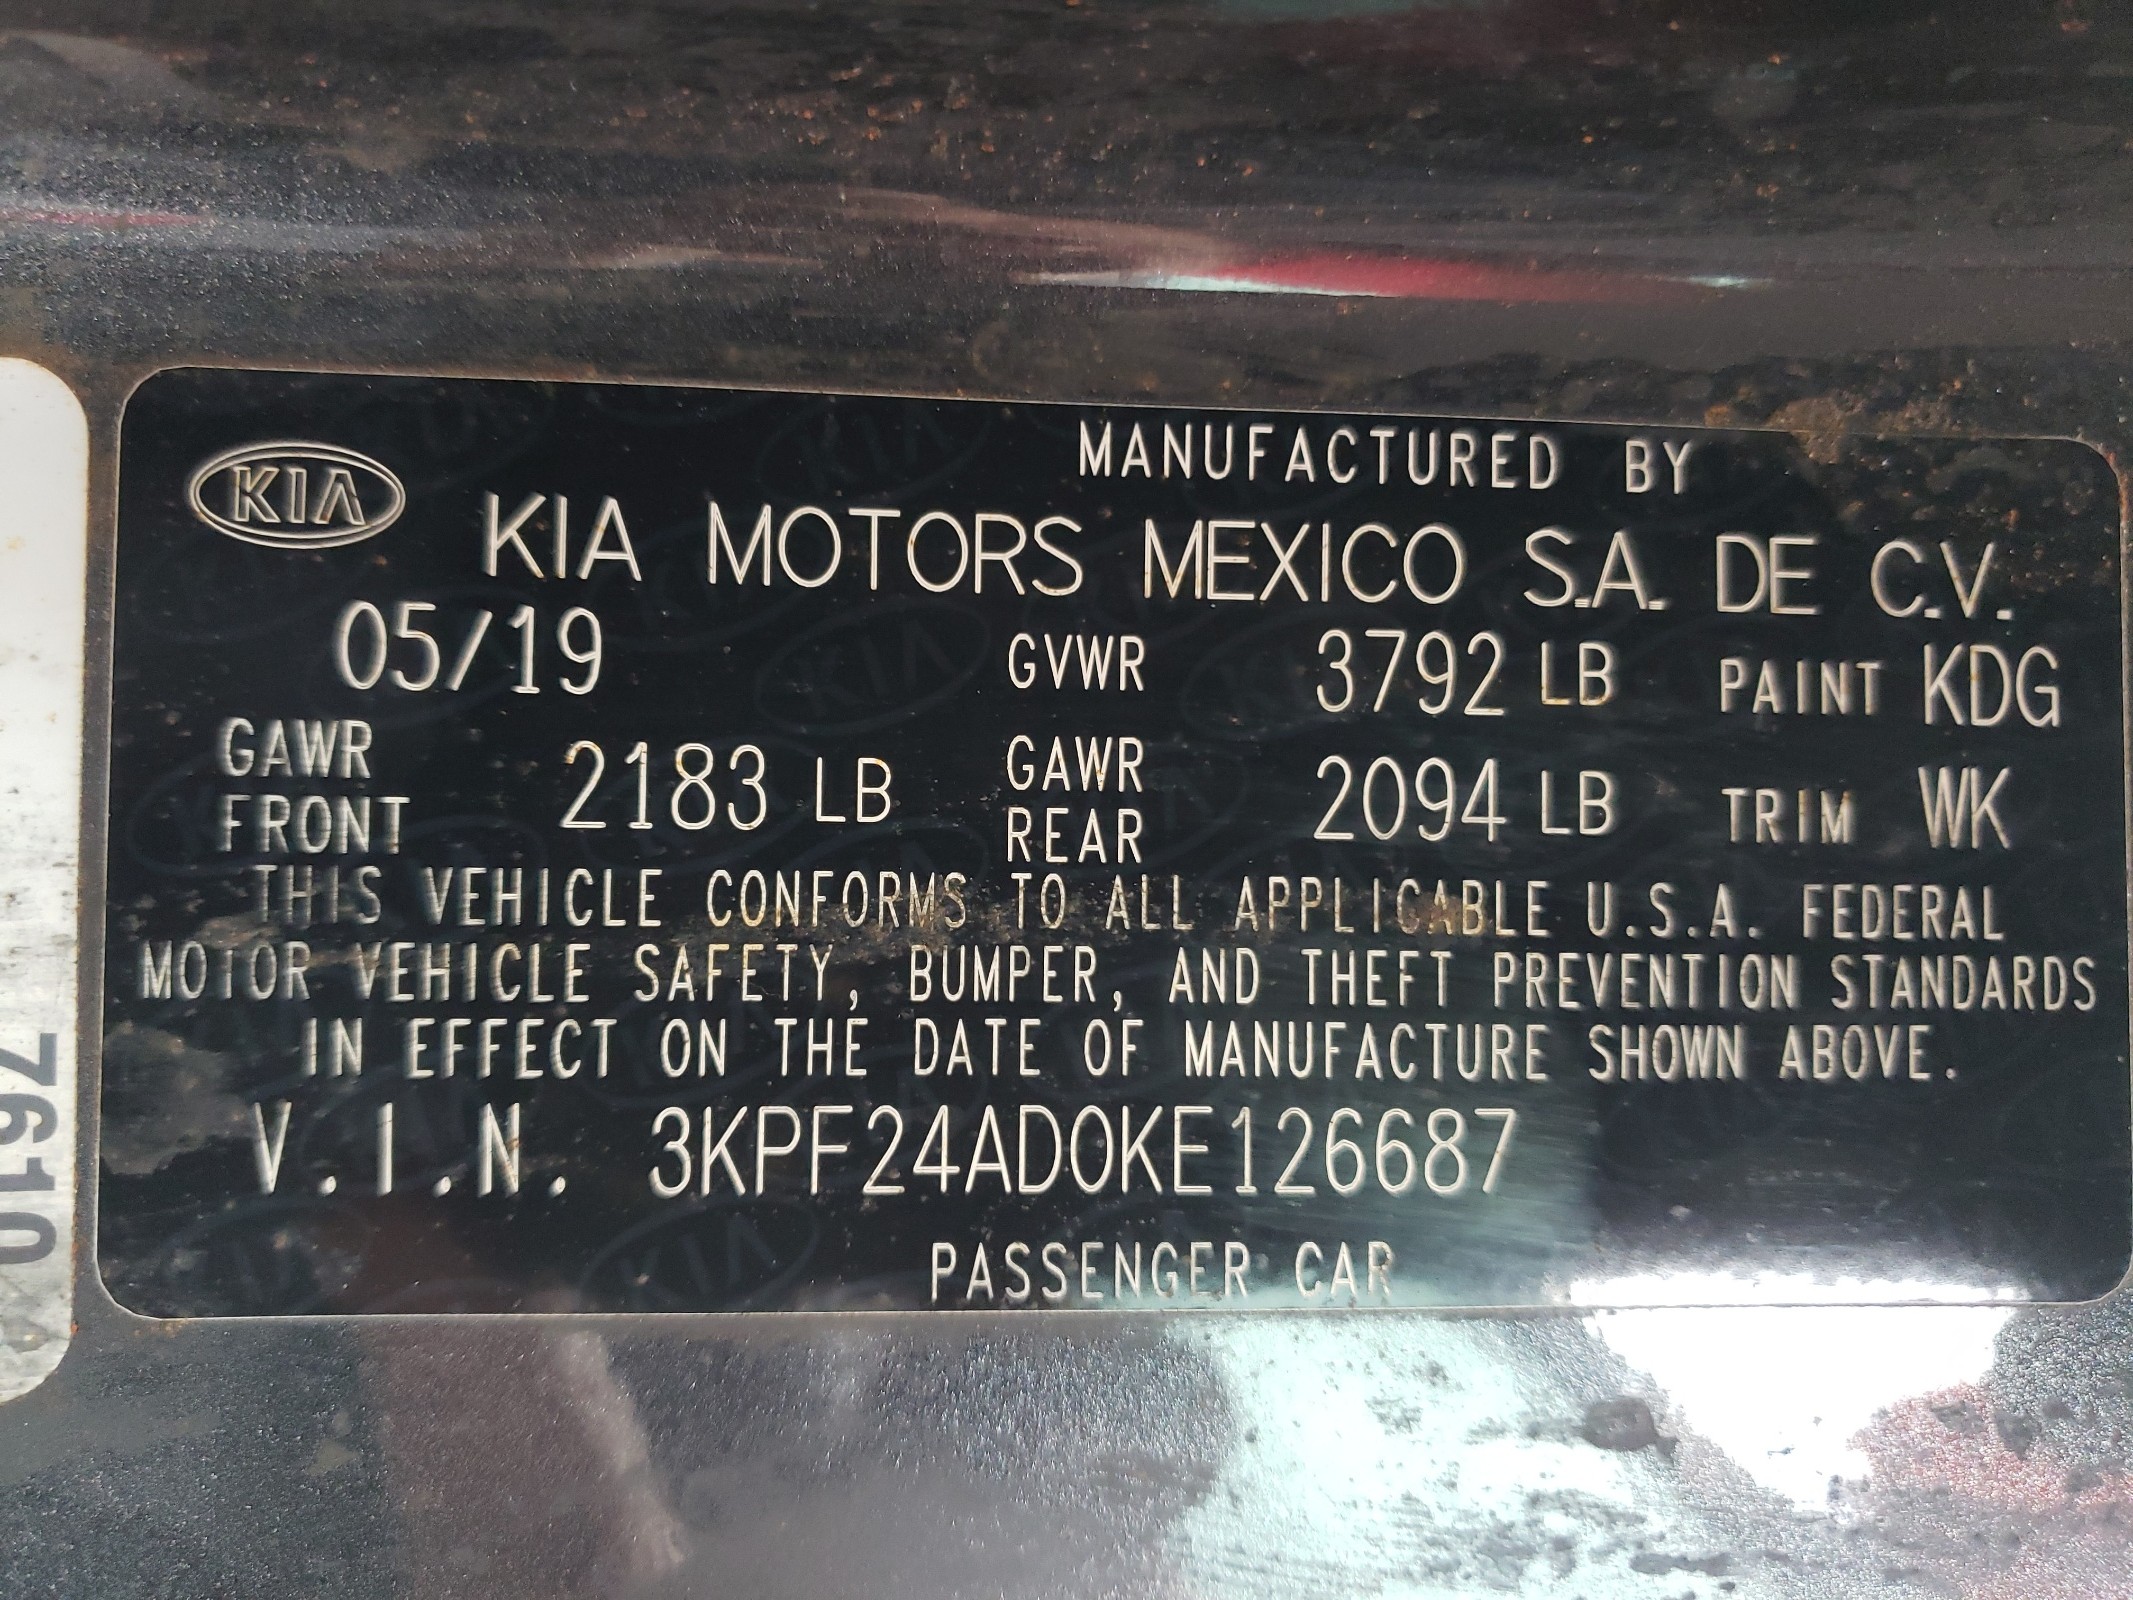 MANUFACTURED BY
KIA KIA MOTORS MEXICO S.A. DE C.V.
05/19 GVWR 3792 LB PAINT KDG
GAWR FRONT 2183 LB GAWR REAR 2094 LB TRIM WK
THIS VEHICLE CONFORMS TO ALL APPLICABLE U.S.A. FEDERAL
MOTOR VEHICLE SAFETY, BUMPER, AND THEFT PREVENTION STANDARDS
IN EFFECT ON THE DATE OF MANUFACTURE SHOWN ABOVE.
V.I.N. 3KPF24AD0KE126687
PASSENGER CAR
7610